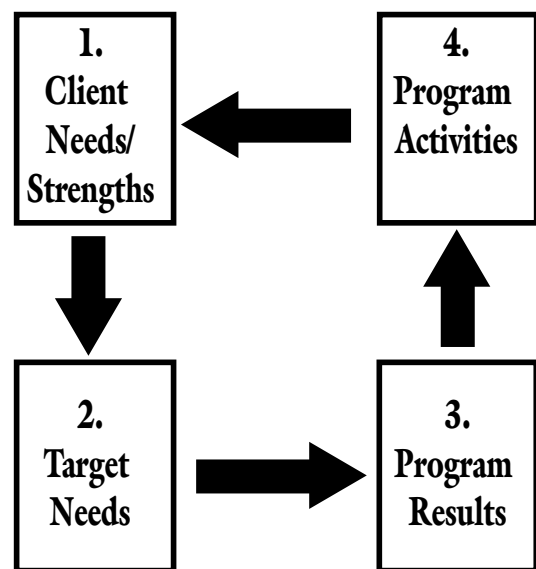 1.
Client
Needs/
Strengths
2.
Target
Needs
3.
Program
Results
4.
Program
Activities